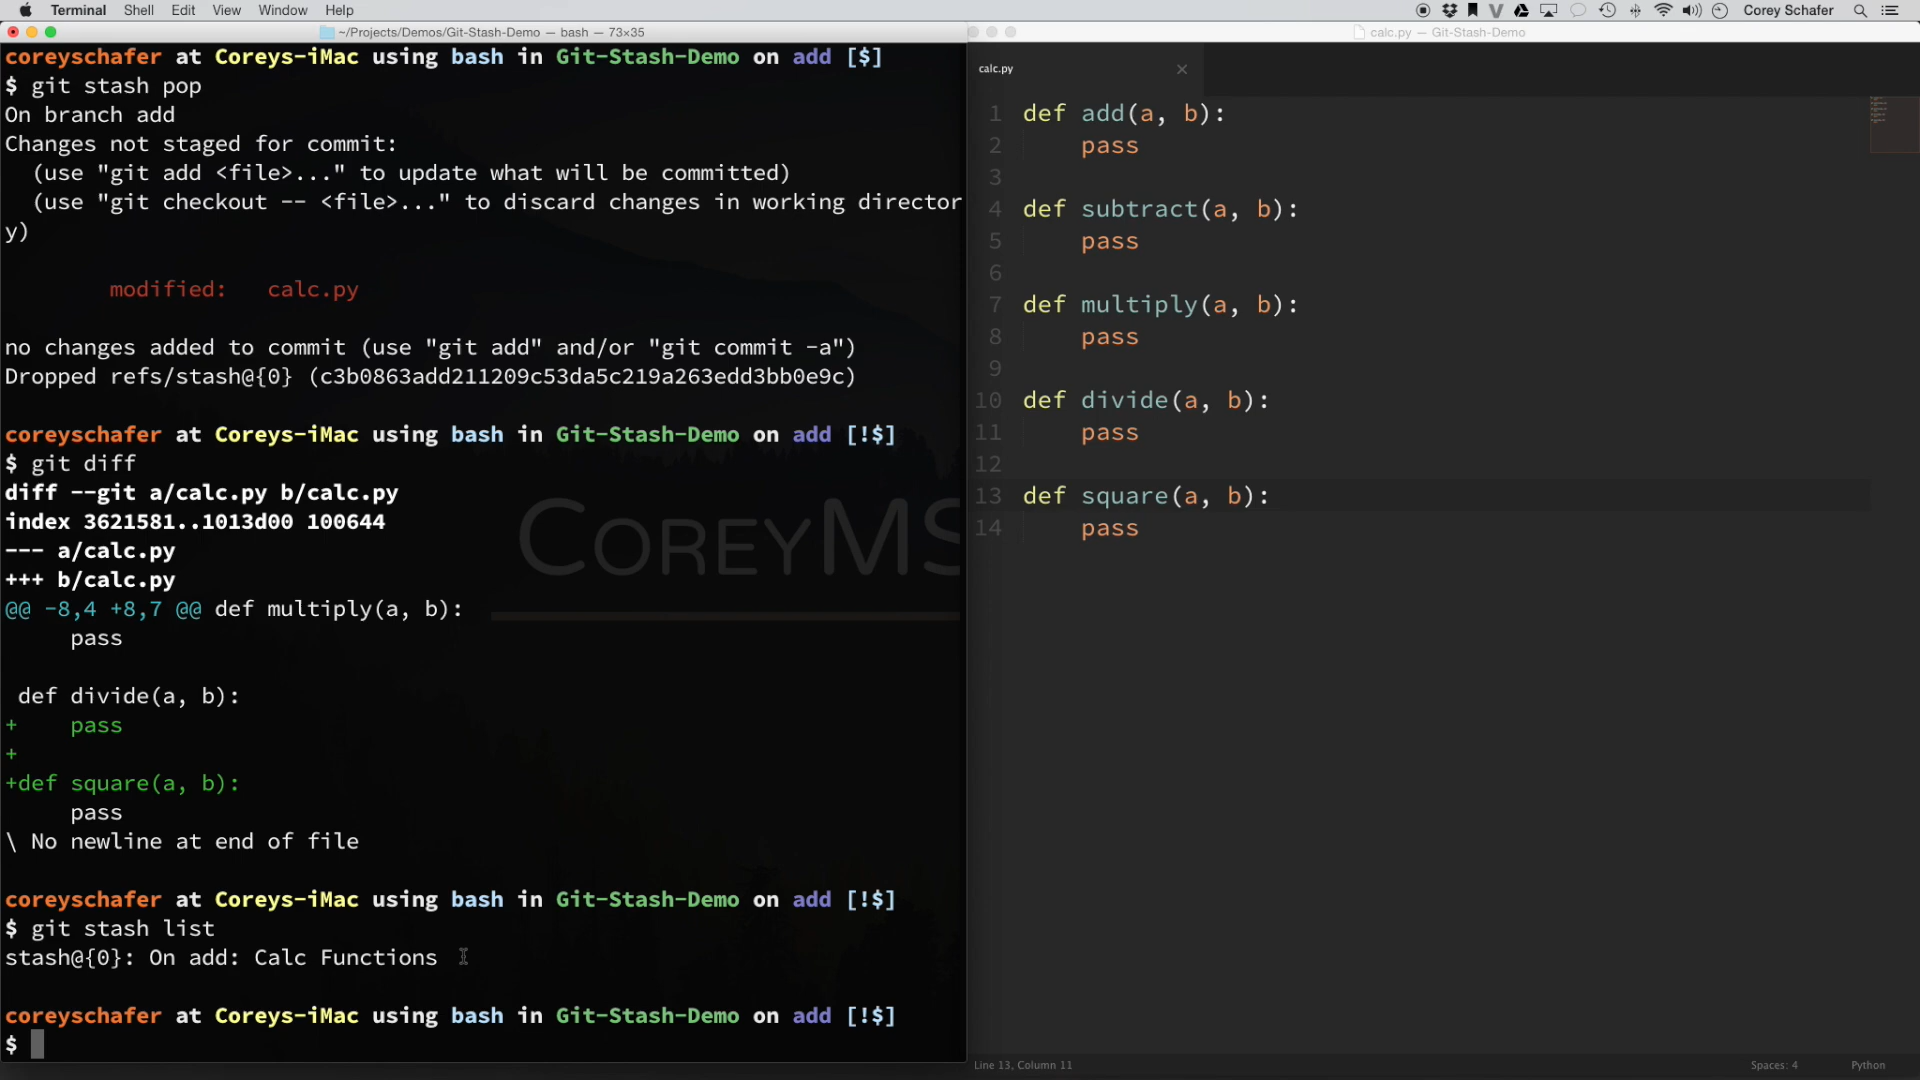 Terminal Shell Edit View Window Help
Corey Schafer
~/Projects/Demos/Git-Stash-Demo — bash — 73×35
coreyschafer at Coreys-iMac using bash in Git-Stash-Demo on add [$]
$ git stash pop
On branch add
Changes not staged for commit:
  (use "git add <file>..." to update what will be committed)
  (use "git checkout -- <file>..." to discard changes in working director
y)
        modified:   calc.py
no changes added to commit (use "git add" and/or "git commit -a")
Dropped refs/stash@{0} (c3b0863add211209c53da5c219a263edd3bb0e9c)
coreyschafer at Coreys-iMac using bash in Git-Stash-Demo on add [!$]
$ git diff
diff --git a/calc.py b/calc.py
index 3621581..1013d00 100644
--- a/calc.py
+++ b/calc.py
@@ -8,4 +8,7 @@ def multiply(a, b):
     pass
 def divide(a, b):
+    pass
+
+def square(a, b):
     pass
\ No newline at end of file
coreyschafer at Coreys-iMac using bash in Git-Stash-Demo on add [!$]
$ git stash list
stash@{0}: On add: Calc Functions
coreyschafer at Coreys-iMac using bash in Git-Stash-Demo on add [!$]
$
COREYMS
calc.py — Git-Stash-Demo
calc.py
1 def add(a, b):
2     pass
3
4 def subtract(a, b):
5     pass
6
7 def multiply(a, b):
8     pass
9
10 def divide(a, b):
11     pass
12
13 def square(a, b):
14     pass
Line 13, Column 11
Spaces: 4
Python